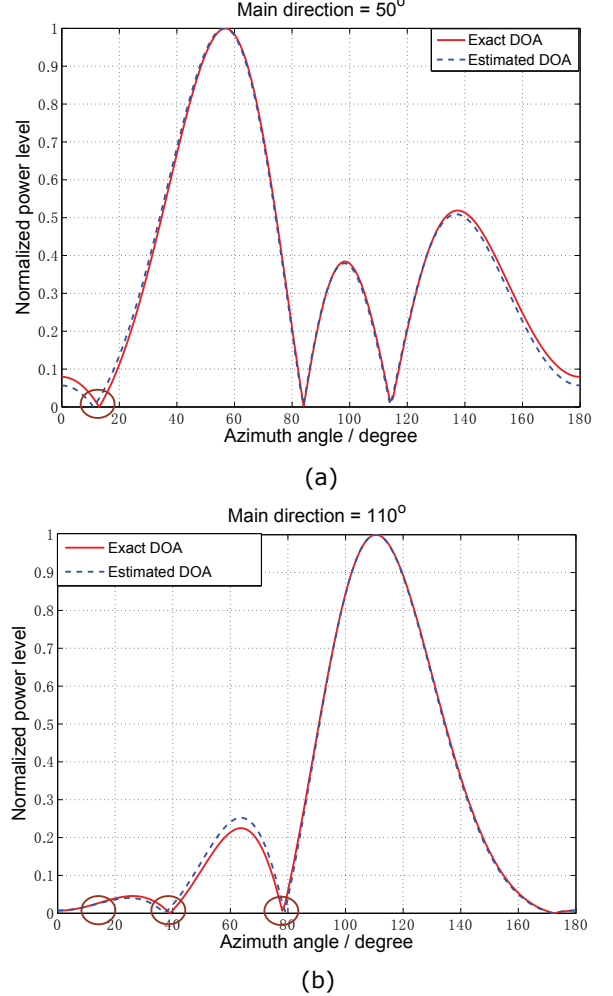 Main direction = 50o
Exact DOA
Estimated DOA
Normalized power level
1
0.9
0.8
0.7
0.6
0.5
0.4
0.3
0.2
0.1
0
0 20 40 60 80 100 120 140 160 180
Azimuth angle / degree
(a)
Main direction = 110o
Exact DOA
Estimated DOA
Normalized power level
1
0.9
0.8
0.7
0.6
0.5
0.4
0.3
0.2
0.1
0
0 20 40 60 80 100 120 140 160 180
Azimuth angle / degree
(b)